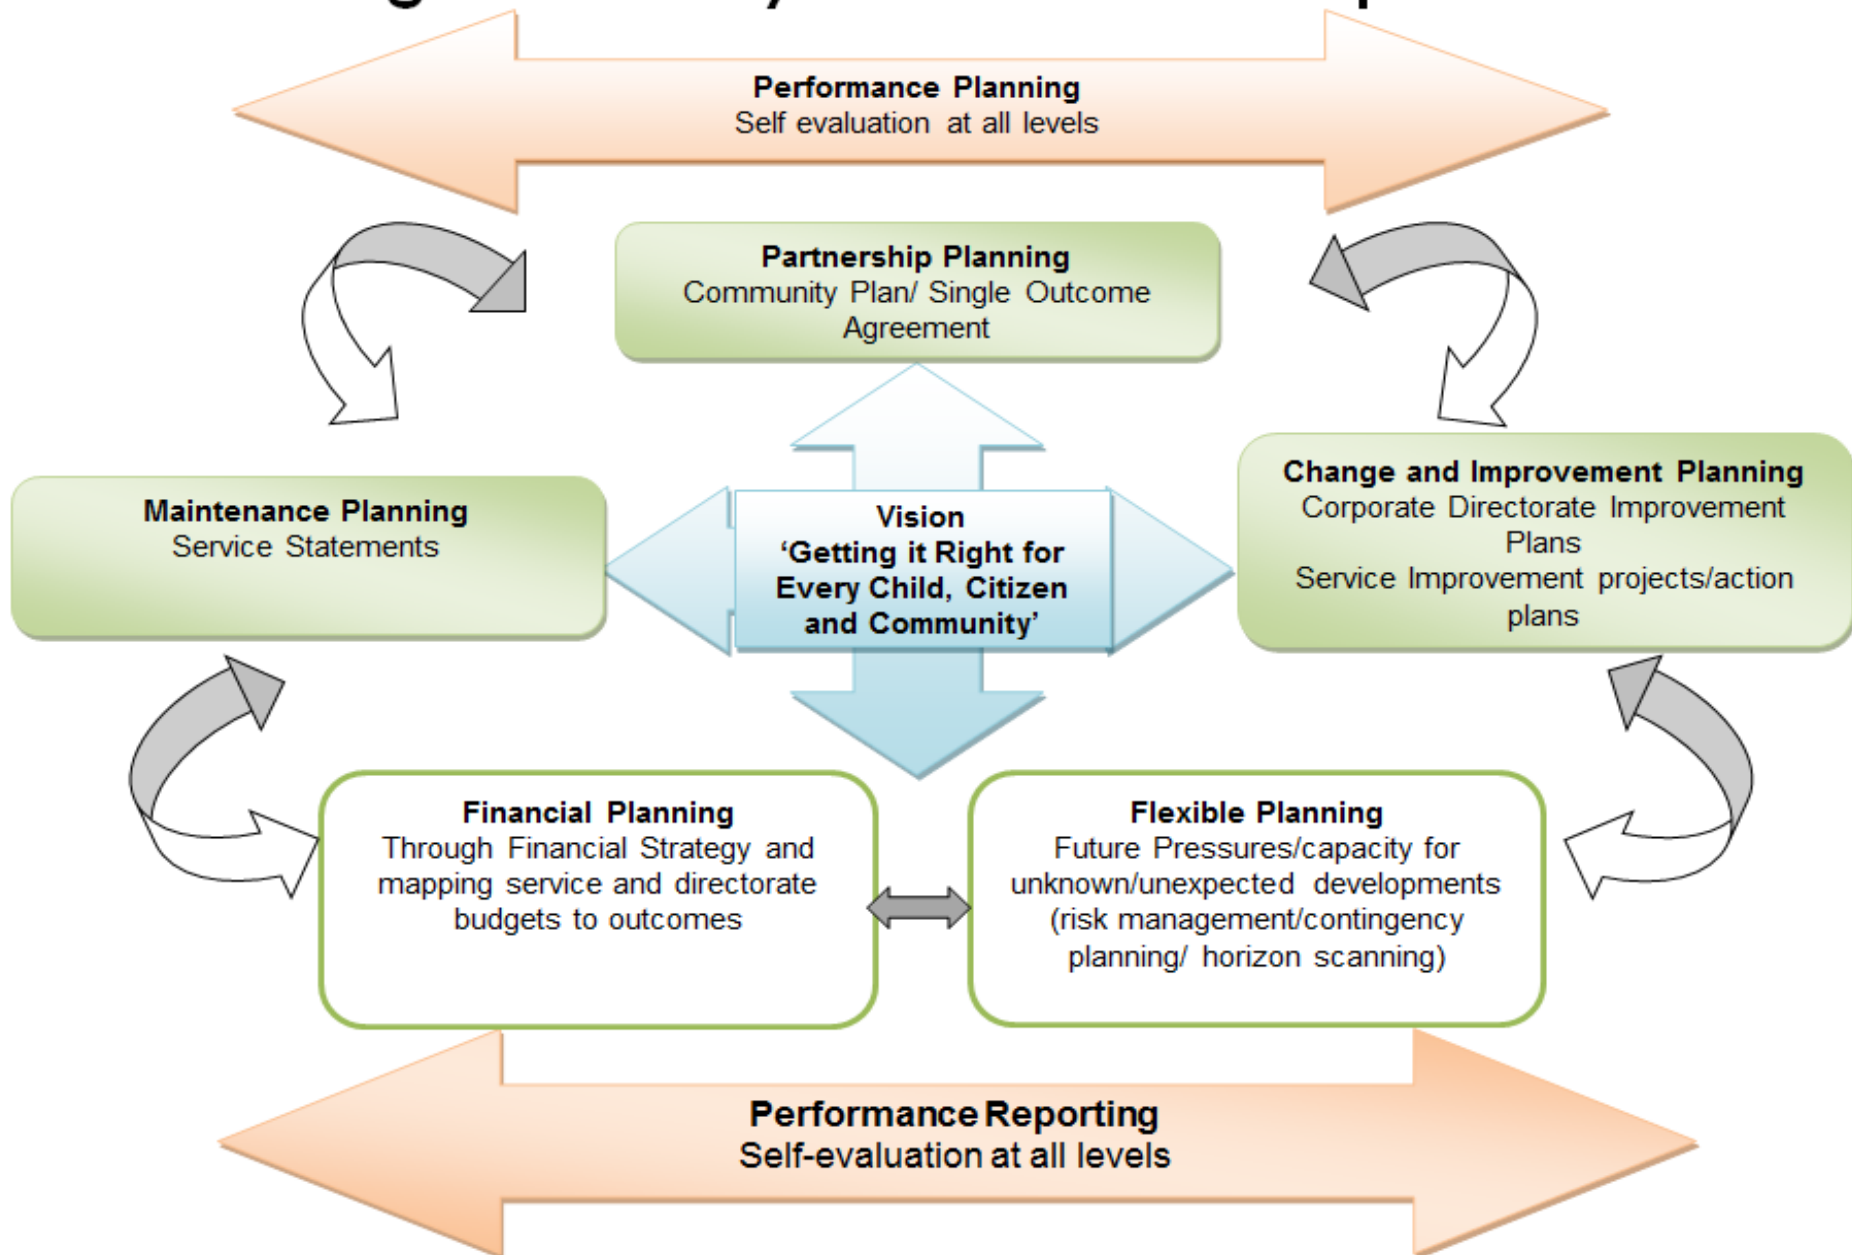 Performance Planning
Self evaluation at all levels
Partnership Planning
Community Plan/ Single Outcome
Agreement
Maintenance Planning
Service Statements
Vision
‘Getting it Right for
Every Child, Citizen
and Community’
Change and Improvement Planning
Corporate Directorate Improvement
Plans
Service Improvement projects/action
plans
Financial Planning
Through Financial Strategy and
mapping service and directorate
budgets to outcomes
Flexible Planning
Future Pressures/capacity for
unknown/unexpected developments
(risk management/contingency
planning/ horizon scanning)
Performance Reporting
Self-evaluation at all levels